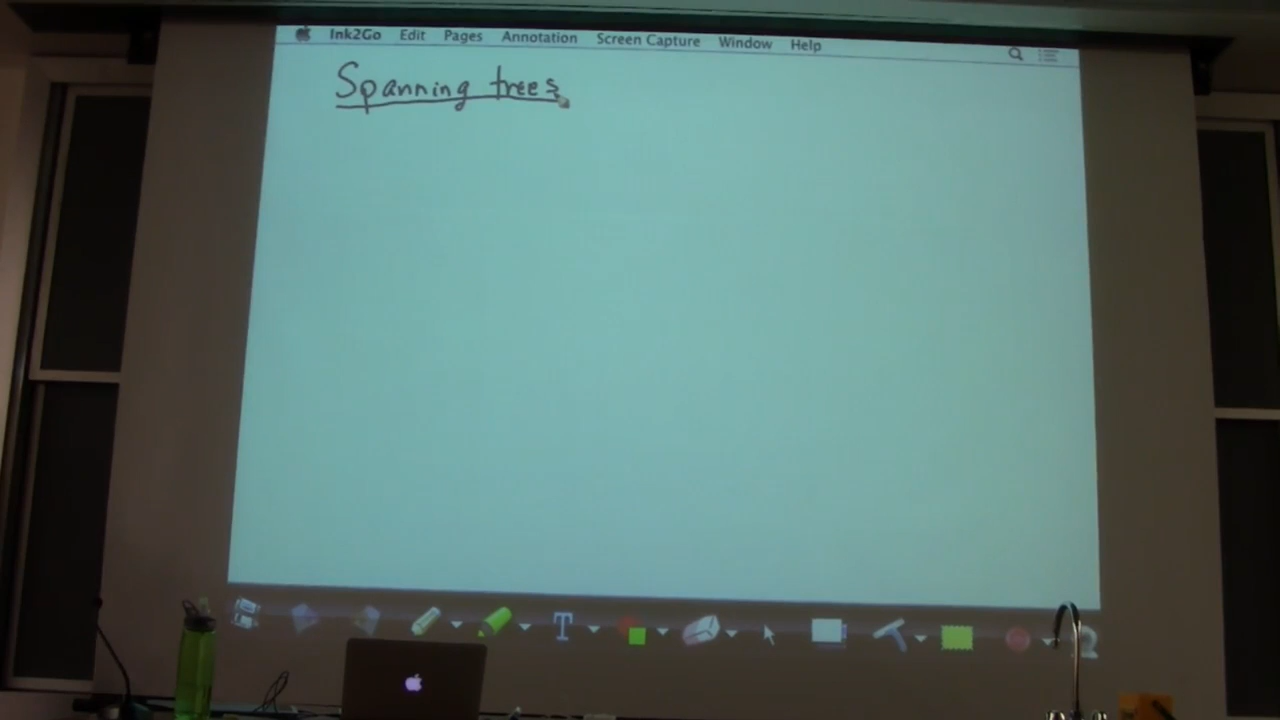 Ink2Go Edit Pages Annotation Screen Capture Window Help
Spanning trees
T